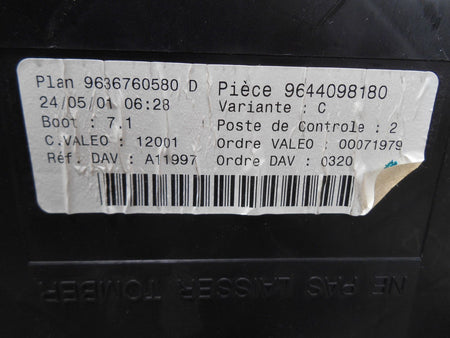 Plan 9636760580 D Pièce 9644098180
24/05/01 06:28 Variante : C
Boot : 7.1 Poste de Controle : 2
C.VALEO : 12001 Ordre VALEO : 00071979
Réf. DAV : A11997 Ordre DAV : 0320
NE PAS LAISSER TOMBER